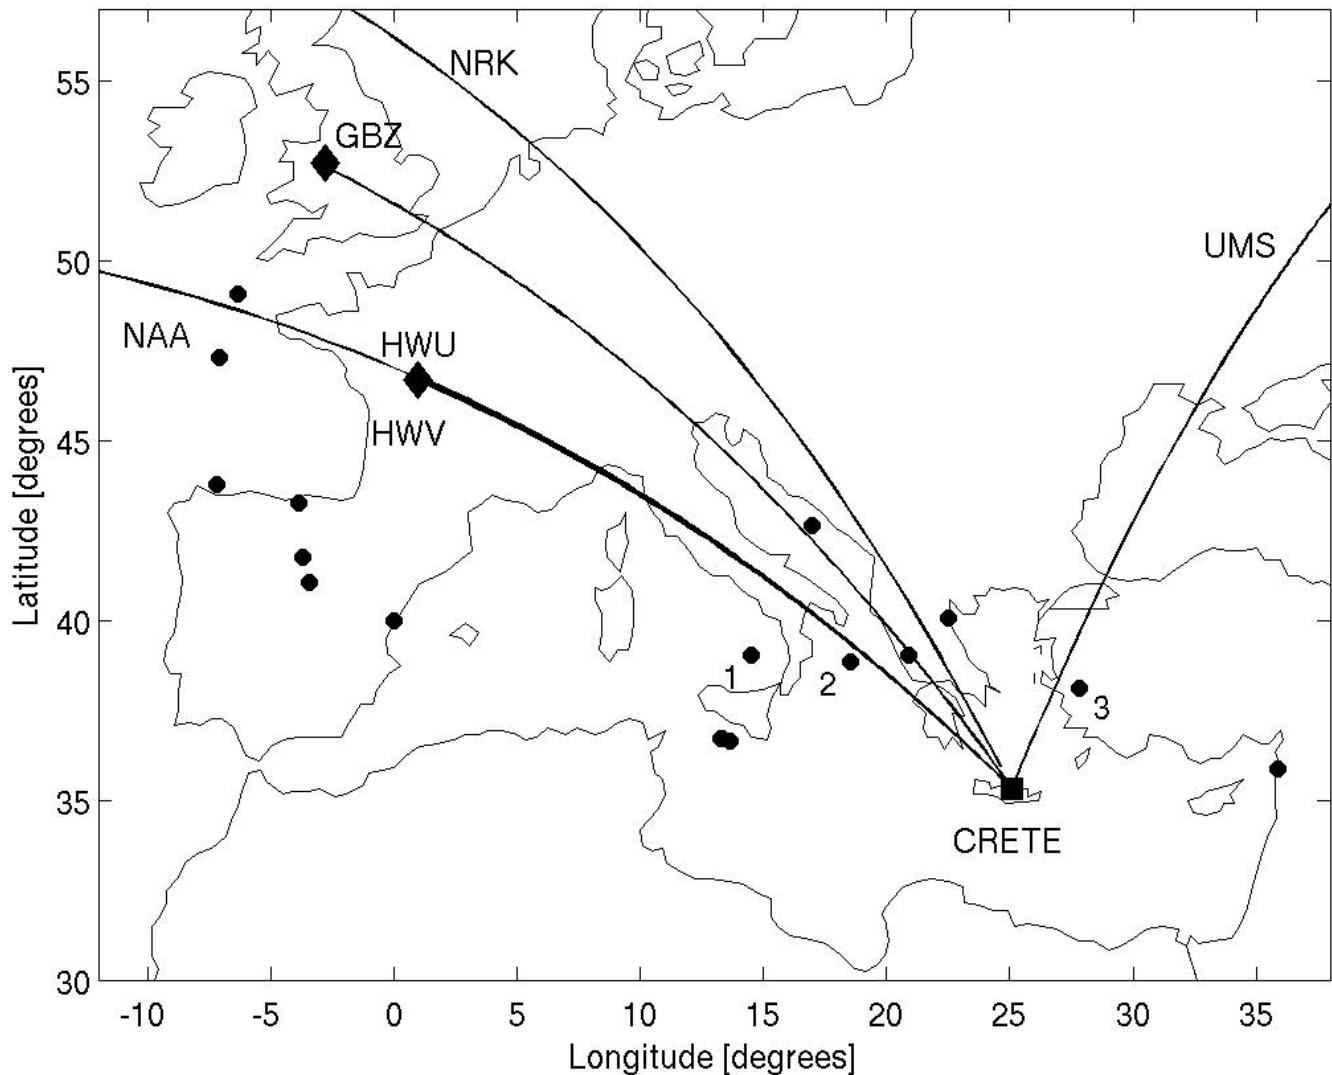 NRK
55
GBZ
50
UMS
NAA
HWU
HWV
45
Latitude [degrees]
40
1
2
3
35
CRETE
30
-10 -5 0 5 10 15 20 25 30 35
Longitude [degrees]